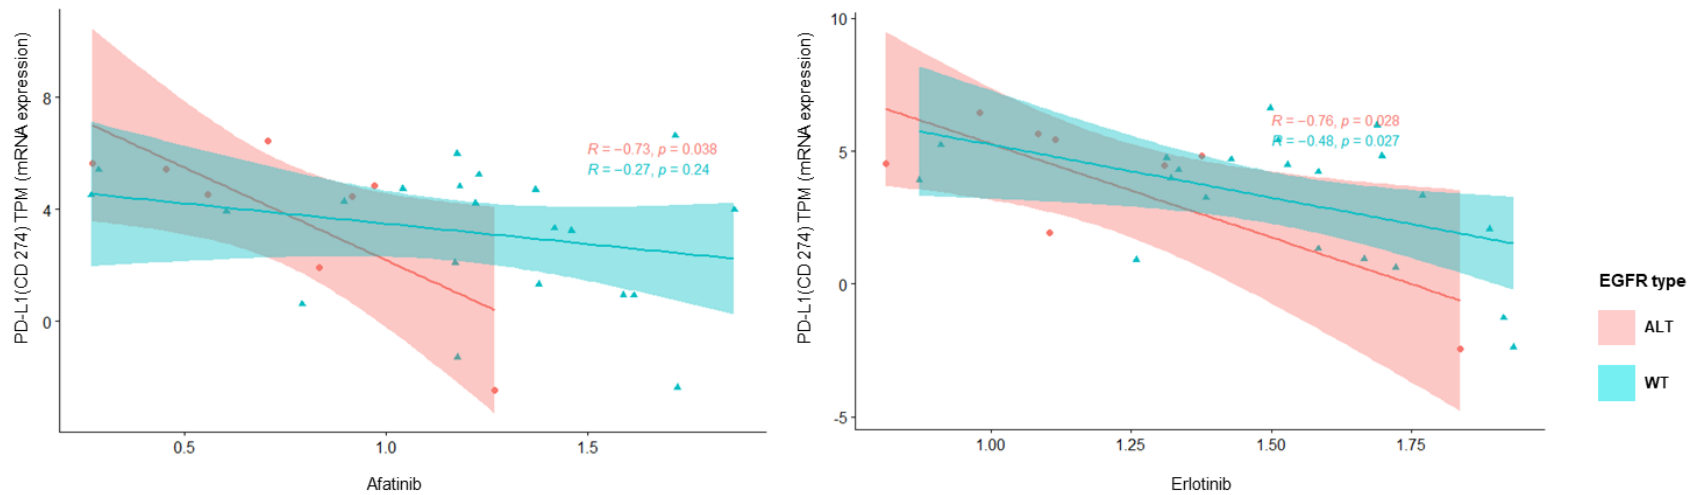 PD-L1(CD 274) TPM (mRNA expression)
8
4
0
R = −0.73, p = 0.038
R = −0.27, p = 0.24
0.5
1.0
1.5
Afatinib
PD-L1(CD 274) TPM (mRNA expression)
10
5
0
-5
R = −0.76, p = 0.028
R = −0.48, p = 0.027
1.00
1.25
1.50
1.75
Erlotinib
EGFR type
ALT
WT